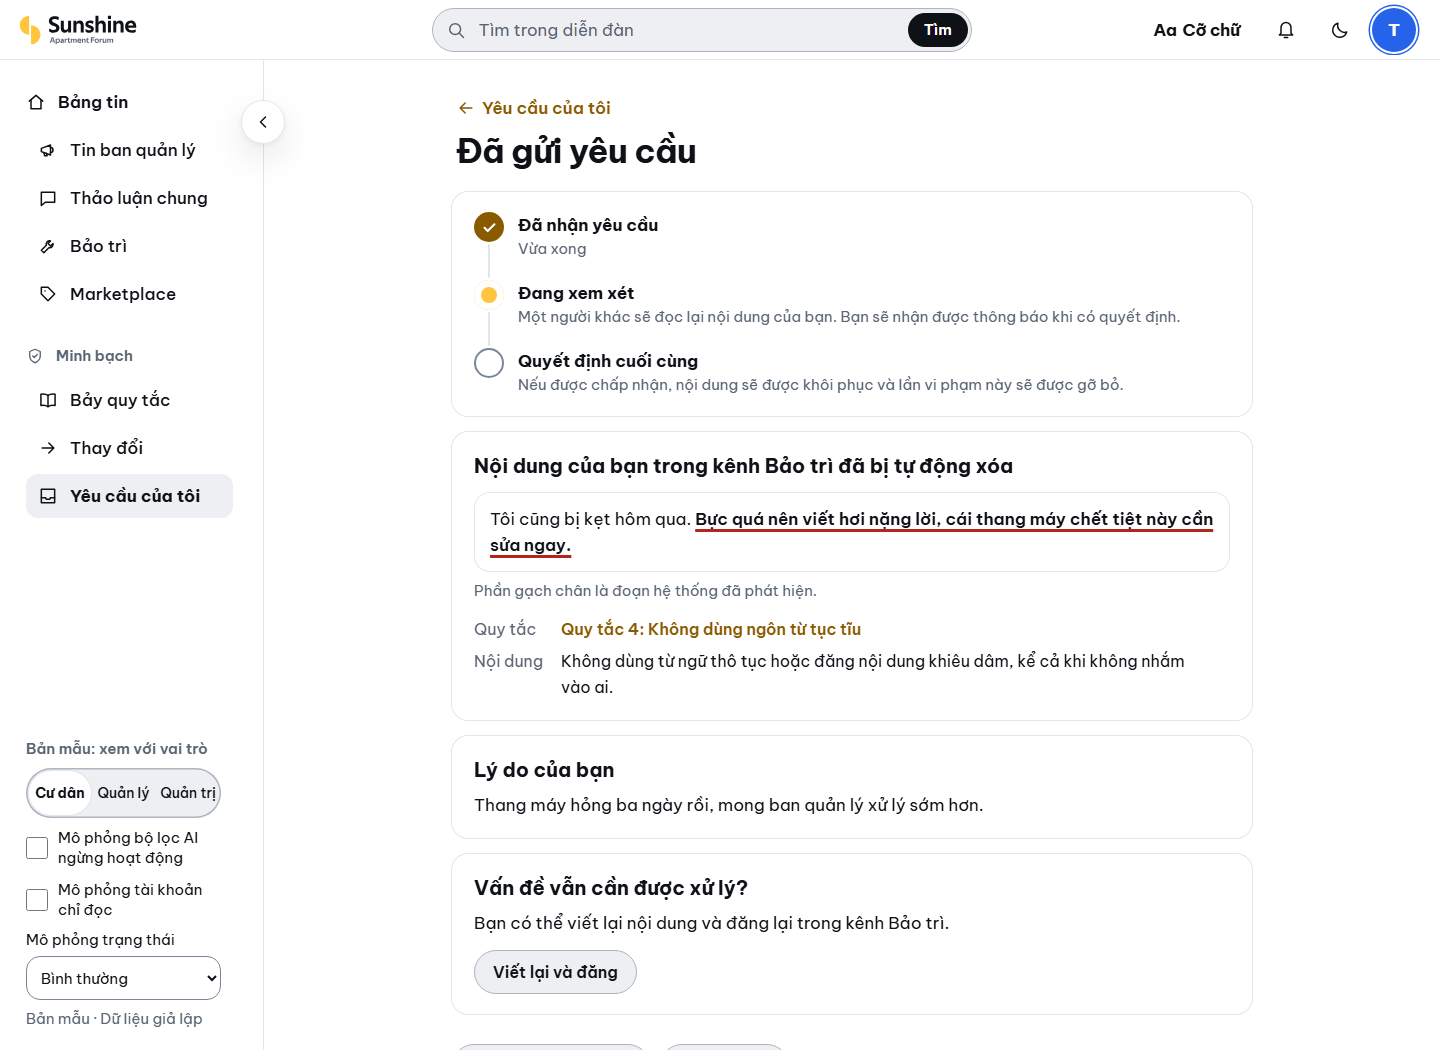 Sunshine
Apartment Forum
Tìm trong diễn đàn
Tìm
Aa Cỡ chữ
T
Bảng tin
Tin ban quản lý
Thảo luận chung
Bảo trì
Marketplace
Minh bạch
Bảy quy tắc
Thay đổi
Yêu cầu của tôi
Bản mẫu: xem với vai trò
Cư dân
Quản lý
Quản trị
Mô phỏng bộ lọc AI
ngừng hoạt động
Mô phỏng tài khoản
chỉ đọc
Mô phỏng trạng thái
Bình thường
Bản mẫu · Dữ liệu giả lập
Yêu cầu của tôi
Đã gửi yêu cầu
Đã nhận yêu cầu
Vừa xong
Đang xem xét
Một người khác sẽ đọc lại nội dung của bạn. Bạn sẽ nhận được thông báo khi có quyết định.
Quyết định cuối cùng
Nếu được chấp nhận, nội dung sẽ được khôi phục và lần vi phạm này sẽ được gỡ bỏ.
Nội dung của bạn trong kênh Bảo trì đã bị tự động xóa
Tôi cũng bị kẹt hôm qua. Bực quá nên viết hơi nặng lời, cái thang máy chết tiệt này cần
sửa ngay.
Phần gạch chân là đoạn hệ thống đã phát hiện.
Quy tắc
Quy tắc 4: Không dùng ngôn từ tục tĩu
Nội dung
Không dùng từ ngữ thô tục hoặc đăng nội dung khiêu dâm, kể cả khi không nhắm
vào ai.
Lý do của bạn
Thang máy hỏng ba ngày rồi, mong ban quản lý xử lý sớm hơn.
Vấn đề vẫn cần được xử lý?
Bạn có thể viết lại nội dung và đăng lại trong kênh Bảo trì.
Viết lại và đăng